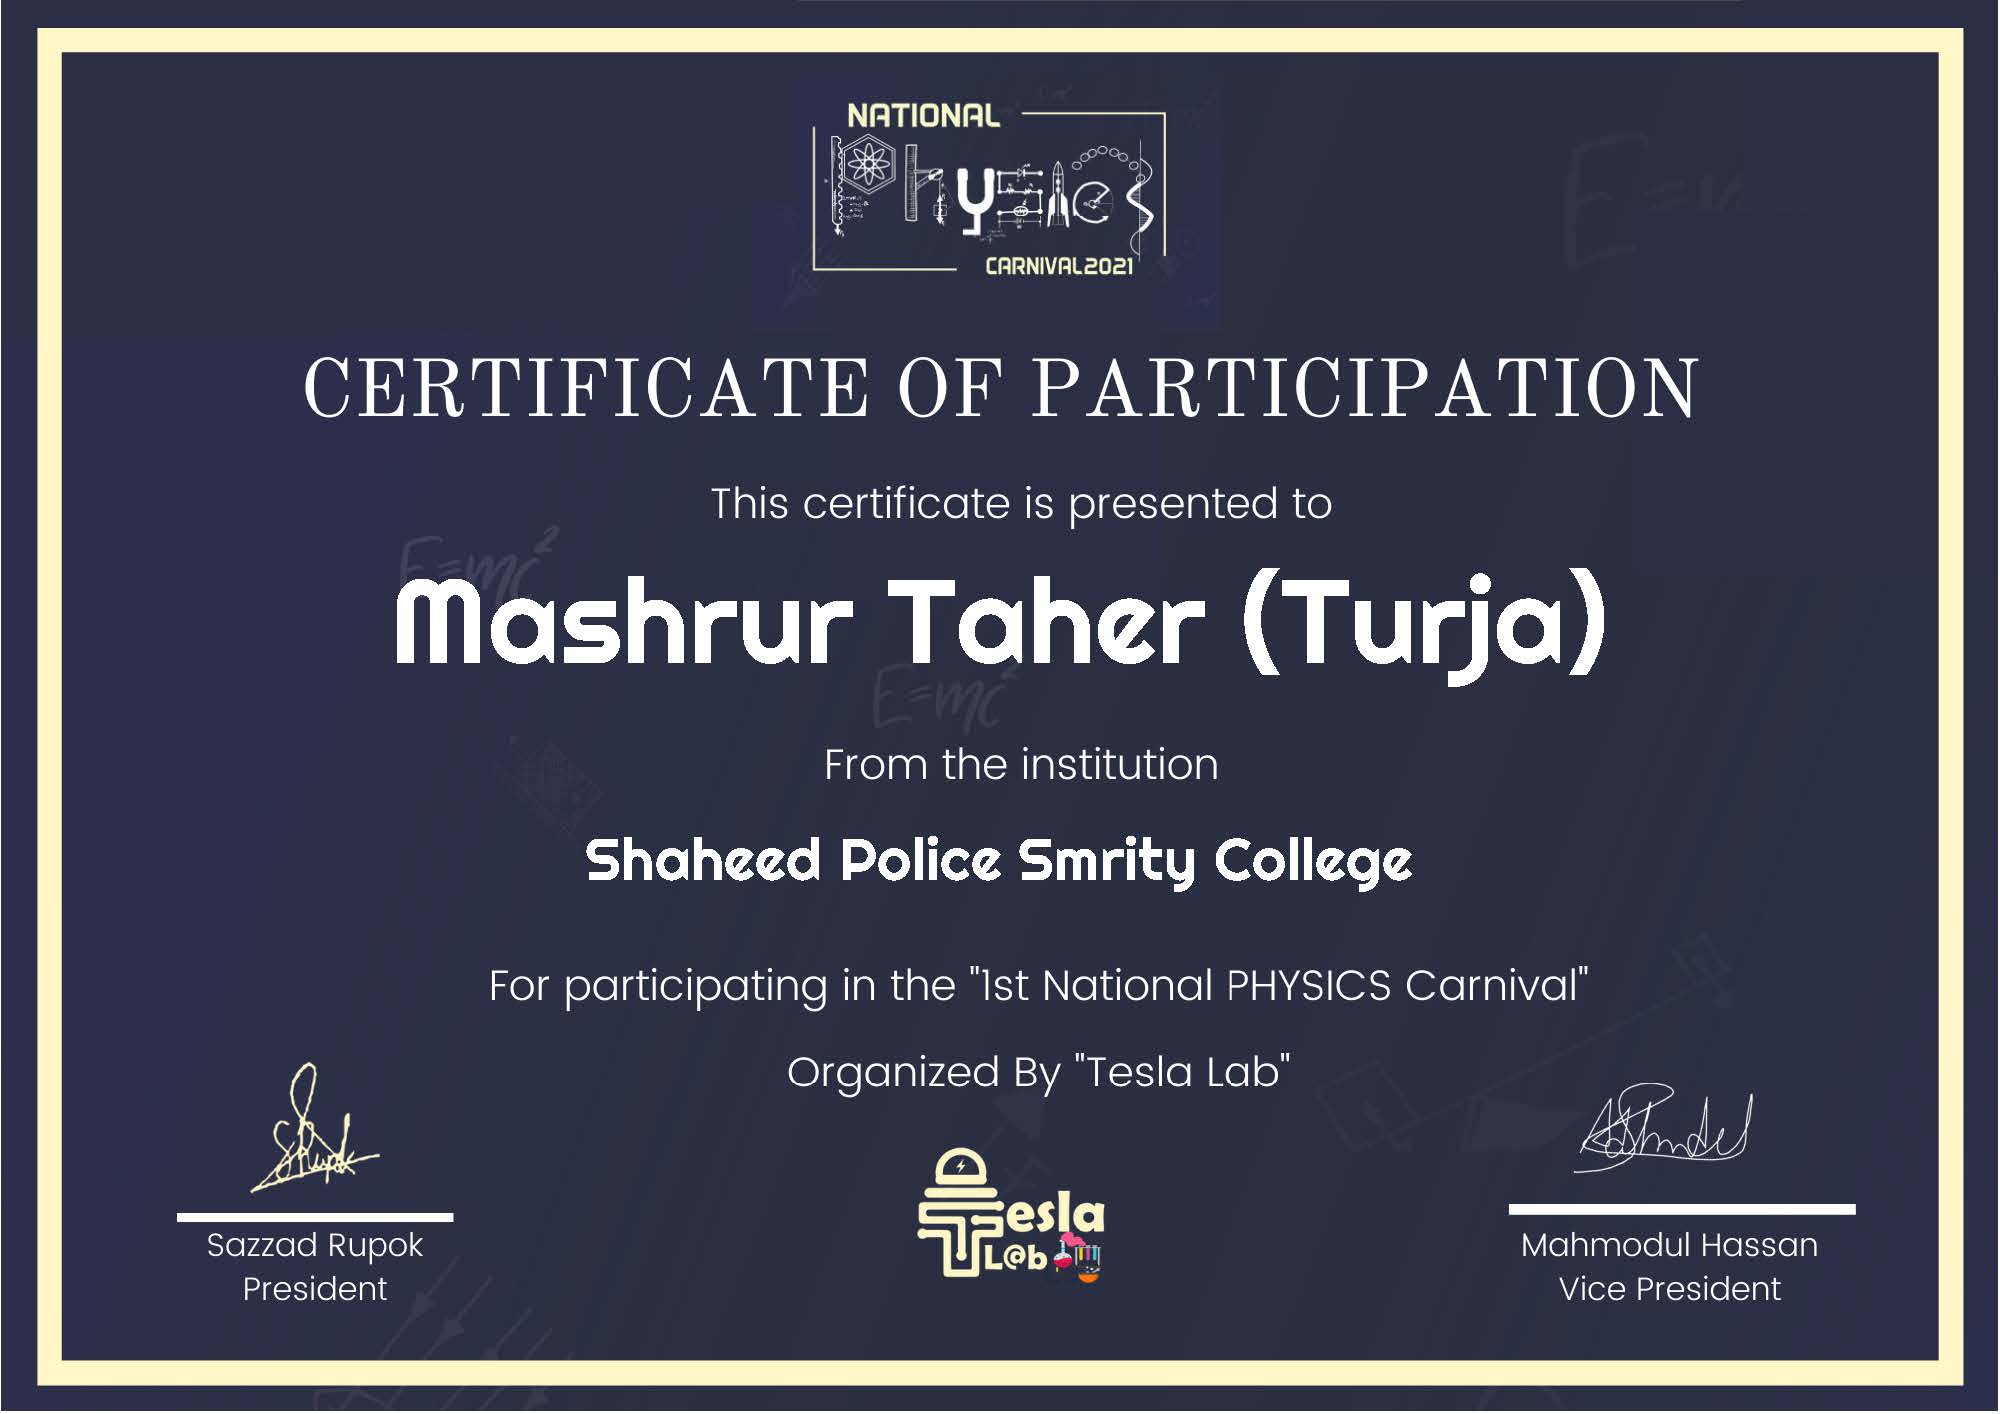 NATIONAL
Physics
CARNIVAL2021
CERTIFICATE OF PARTICIPATION
This certificate is presented to
E=mc²
Mashrur Taher (Turja)
E=mc²
From the institution
Shaheed Police Smrity College
For participating in the "1st National PHYSICS Carnival"
Organized By "Tesla Lab"
Tesla
L@b
Sazzad Rupok
President
Mahmodul Hassan
Vice President